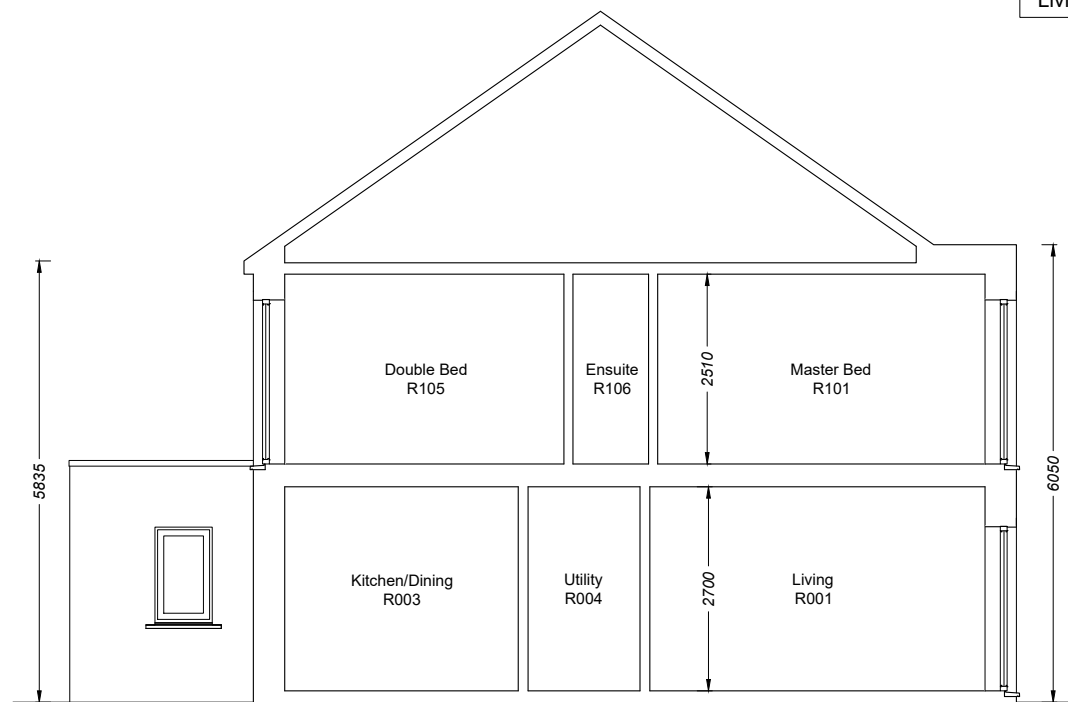 Double Bed
R105
Ensuite
R106
2510
Master Bed
R101
5835
6050
Kitchen/Dining
R003
Utility
R004
2700
Living
R001